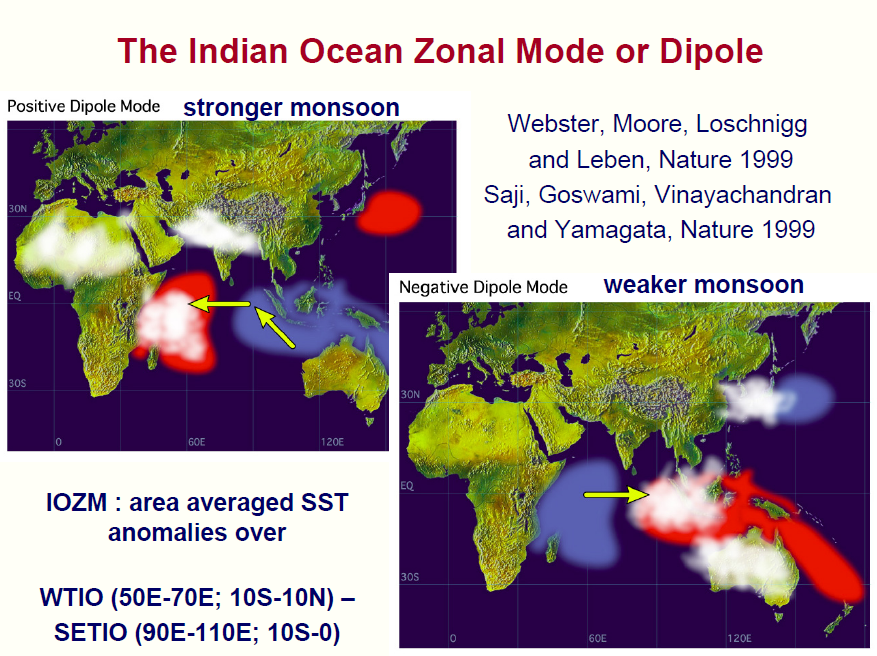 The Indian Ocean Zonal Mode or Dipole
Positive Dipole Mode stronger monsoon
30N
EQ
30S
0 60E 120E
Webster, Moore, Loschnigg
and Leben, Nature 1999
Saji, Goswami, Vinayachandran
and Yamagata, Nature 1999
Negative Dipole Mode weaker monsoon
30N
EQ
30S
0 60E 120E
IOZM : area averaged SST
anomalies over
WTIO (50E-70E; 10S-10N) –
SETIO (90E-110E; 10S-0)